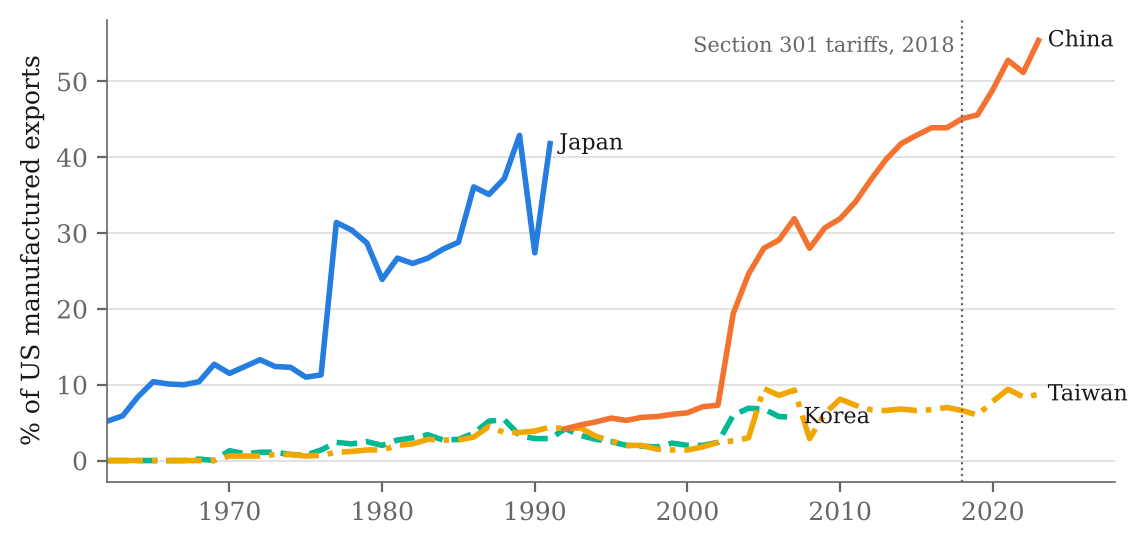 Section 301 tariffs, 2018
China
Japan
Korea
Taiwan
% of US manufactured exports
50
40
30
20
10
0
1970
1980
1990
2000
2010
2020